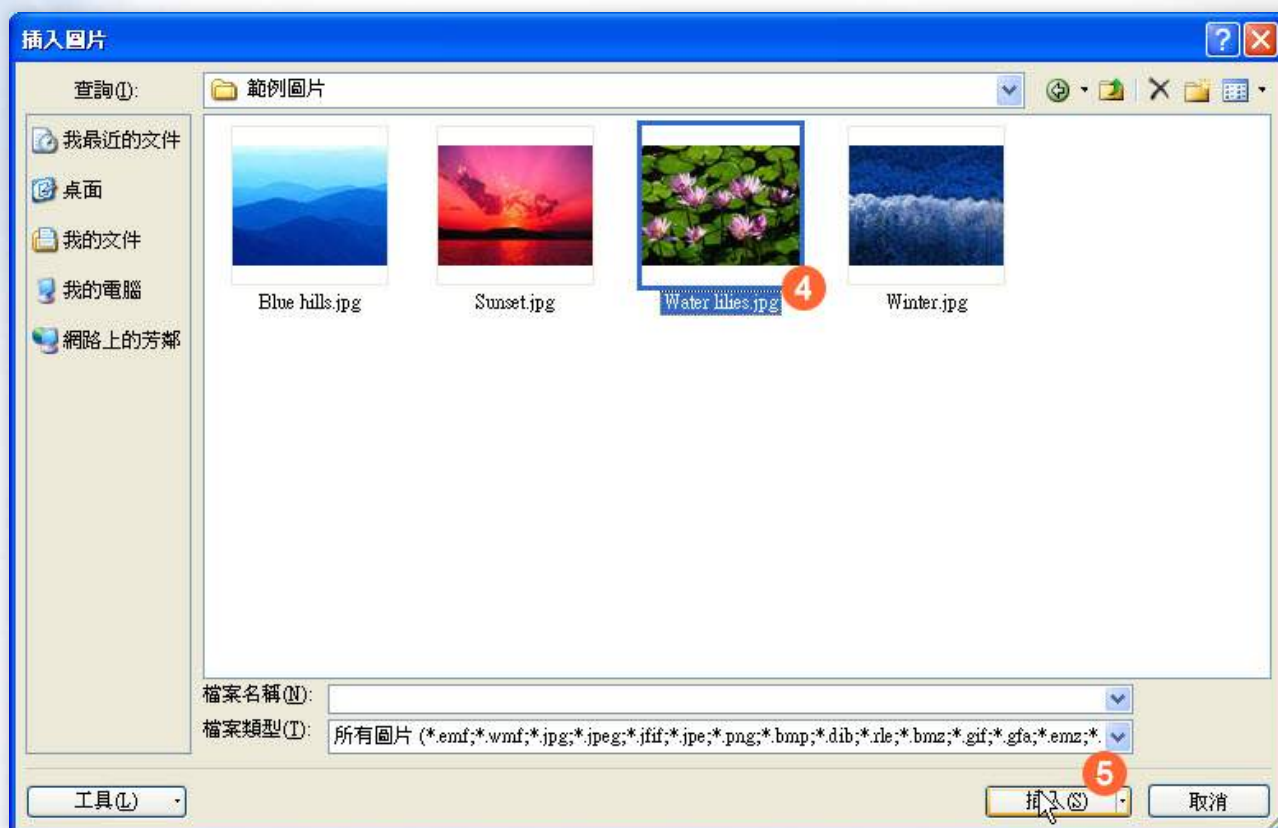 插入圖片
查詢(I):
範例圖片
我最近的文件
桌面
我的文件
我的電腦
網路上的芳鄰
Blue hills.jpg
Sunset.jpg
Water lilies.jpg
Winter.jpg
4
檔案名稱(N):
檔案類型(T):
所有圖片 (*.emf;*.wmf;*.jpg;*.jpeg;*.jfif;*.jpe;*.png;*.bmp;*.dib;*.rle;*.bmz;*.gif;*.gfa;*.emz;*.
5
工具(L)
插入(S)
取消